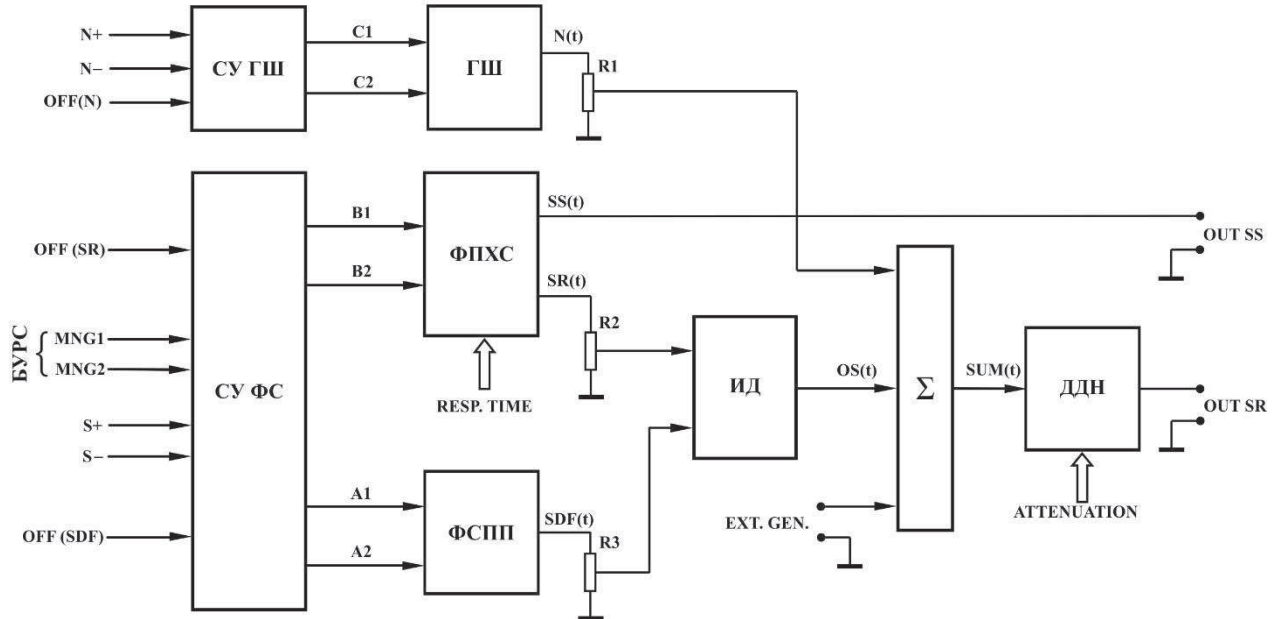 N+
N–
OFF(N)
СУ ГШ
C1
C2
ГШ
N(t)
R1
OFF (SR)
БУРС
MNG1
MNG2
S+
S–
OFF (SDF)
СУ ФС
B1
B2
ФПХС
RESP. TIME
SS(t)
SR(t)
R2
A1
A2
ФСПП
SDF(t)
R3
ИД
OS(t)
EXT. GEN.
Σ
SUM(t)
ДДН
ATTENUATION
OUT SS
OUT SR